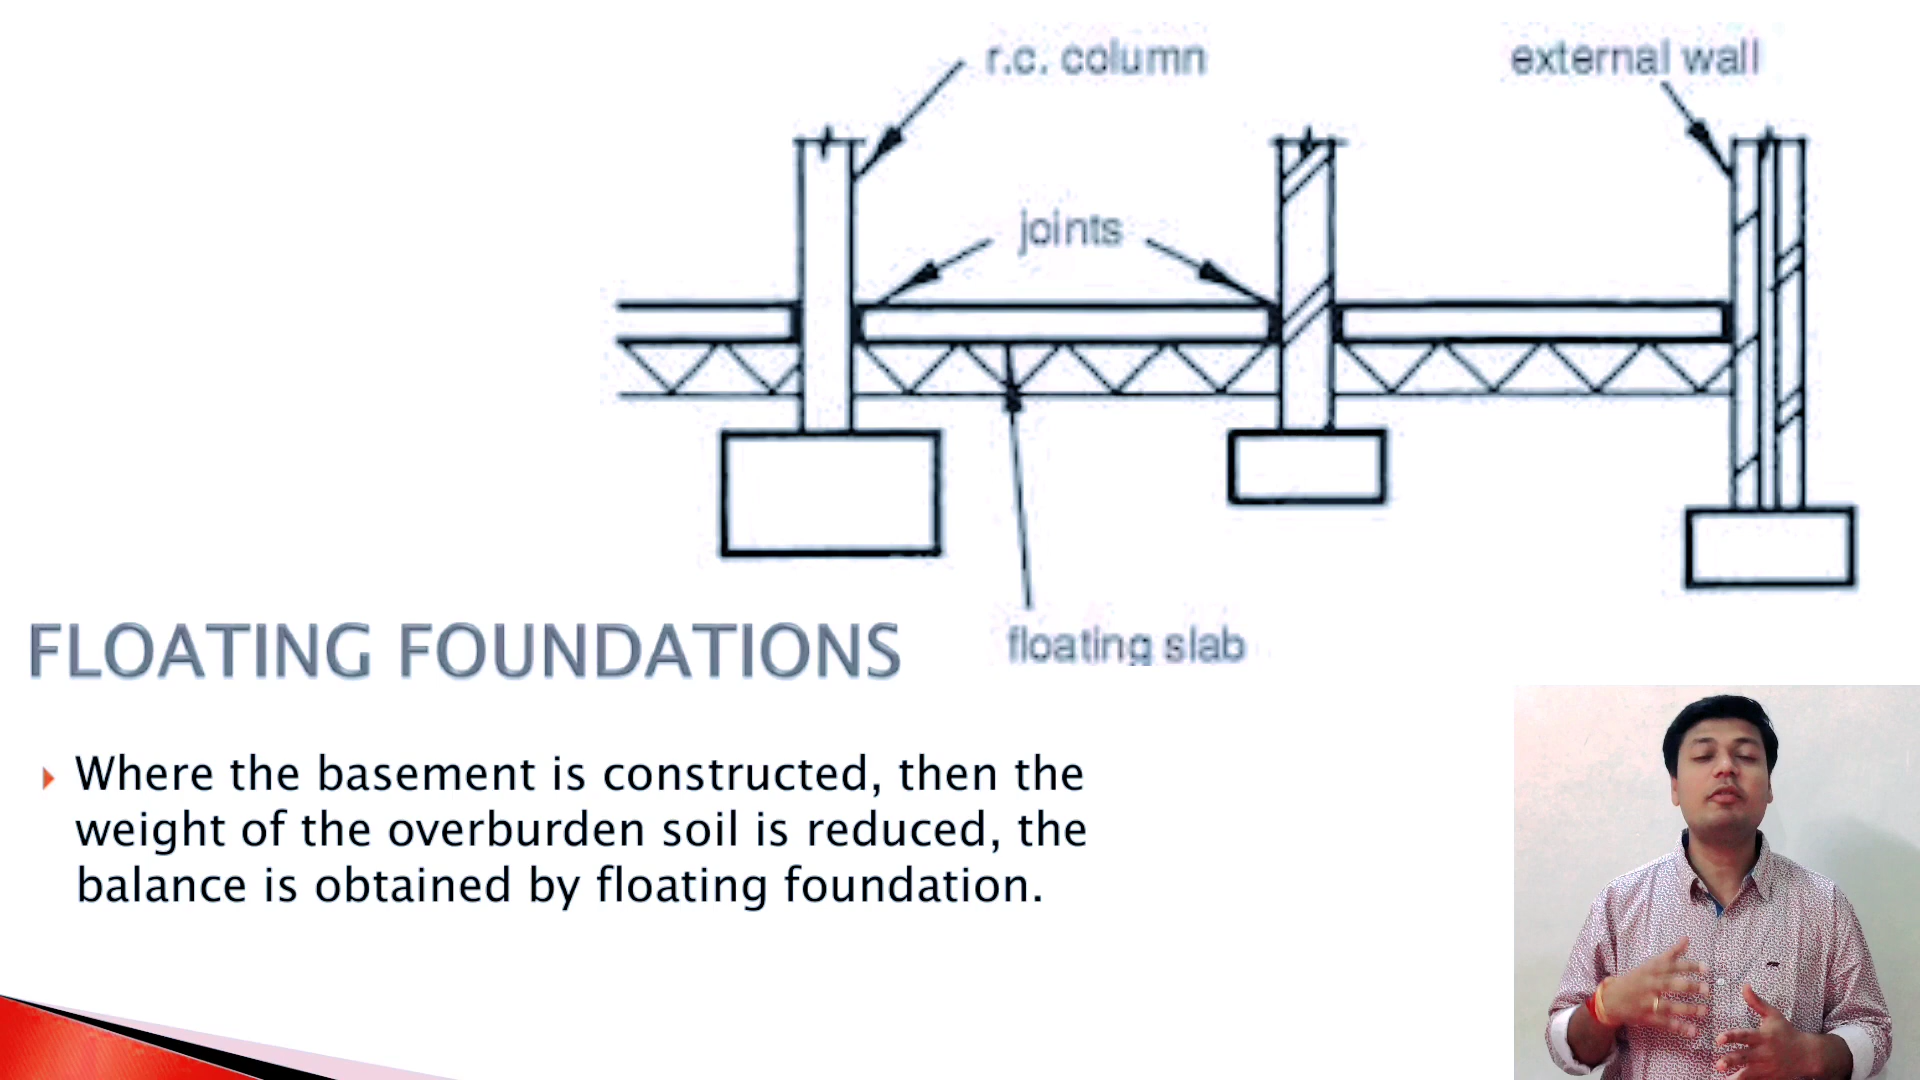 r.c. column
external wall
joints
floating slab
FLOATING FOUNDATIONS
Where the basement is constructed, then the
weight of the overburden soil is reduced, the
balance is obtained by floating foundation.